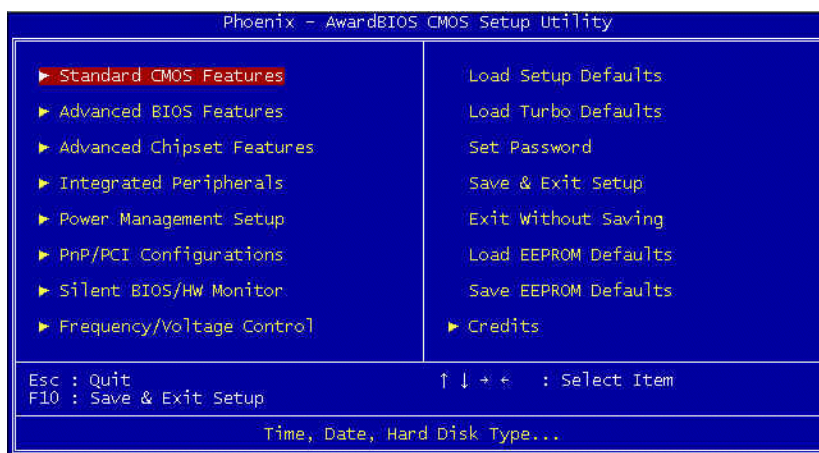 Phoenix - AwardBIOS CMOS Setup Utility
► Standard CMOS Features
► Advanced BIOS Features
► Advanced Chipset Features
► Integrated Peripherals
► Power Management Setup
► PnP/PCI Configurations
► Silent BIOS/HW Monitor
► Frequency/Voltage Control
Load Setup Defaults
Load Turbo Defaults
Set Password
Save & Exit Setup
Exit Without Saving
Load EEPROM Defaults
Save EEPROM Defaults
► Credits
Esc : Quit
F10 : Save & Exit Setup
↑ ↓ → ← : Select Item
Time, Date, Hard Disk Type...